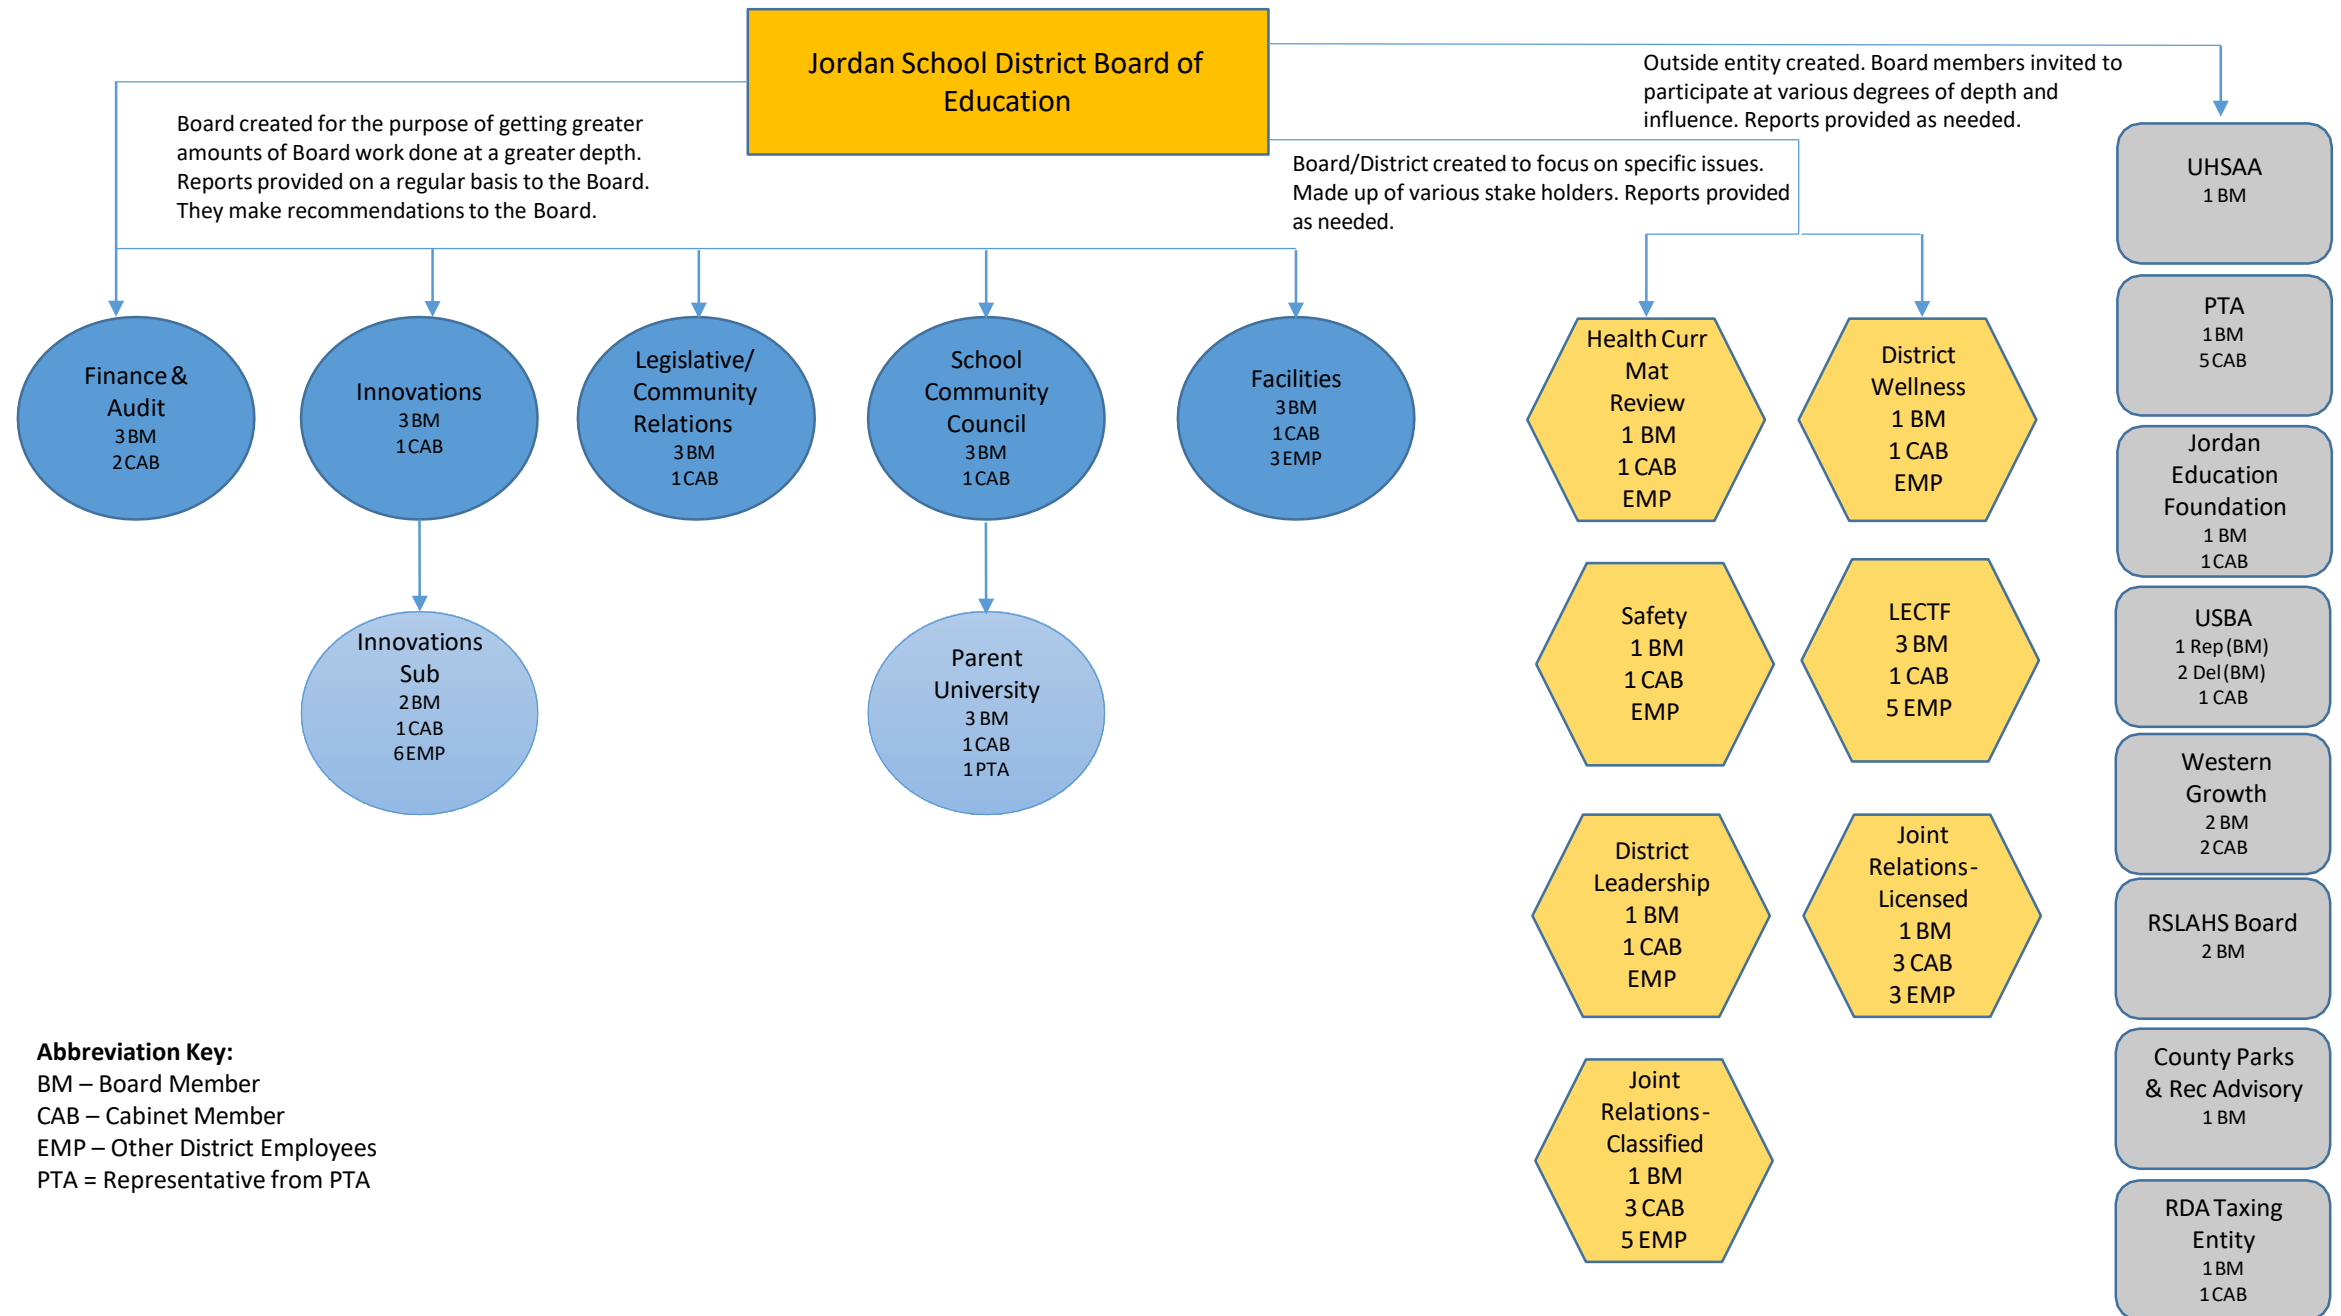 Jordan School District Board of
Education
Board created for the purpose of getting greater
amounts of Board work done at a greater depth.
Reports provided on a regular basis to the Board.
They make recommendations to the Board.
Board/District created to focus on specific issues.
Made up of various stake holders. Reports provided
as needed.
Outside entity created. Board members invited to
participate at various degrees of depth and
influence. Reports provided as needed.
Finance &
Audit
3 BM
2 CAB
Innovations
3 BM
1 CAB
Legislative/
Community
Relations
3 BM
1 CAB
School
Community
Council
3 BM
1 CAB
Facilities
3 BM
1 CAB
3 EMP
Innovations
Sub
2 BM
1 CAB
6 EMP
Parent
University
3 BM
1 CAB
1 PTA
Health Curr
Mat
Review
1 BM
1 CAB
EMP
District
Wellness
1 BM
1 CAB
EMP
Safety
1 BM
1 CAB
EMP
LECTF
3 BM
1 CAB
5 EMP
District
Leadership
1 BM
1 CAB
EMP
Joint
Relations-
Licensed
1 BM
3 CAB
3 EMP
Joint
Relations-
Classified
1 BM
3 CAB
5 EMP
UHSAA
1 BM
PTA
1 BM
5 CAB
Jordan
Education
Foundation
1 BM
1 CAB
USBA
1 Rep (BM)
2 Del (BM)
1 CAB
Western
Growth
2 BM
2 CAB
RSLAHS Board
2 BM
County Parks
& Rec Advisory
1 BM
RDA Taxing
Entity
1 BM
1 CAB
Abbreviation Key:
BM – Board Member
CAB – Cabinet Member
EMP – Other District Employees
PTA = Representative from PTA